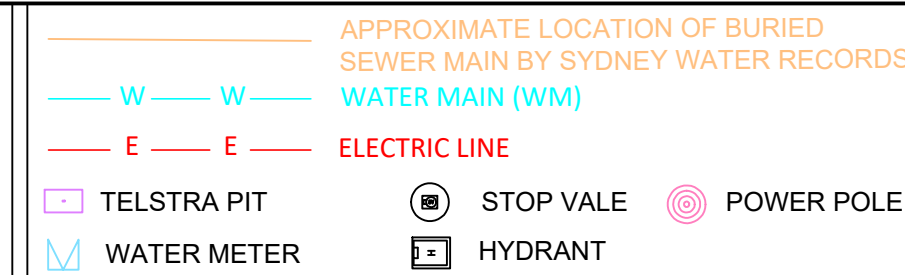 APPROXIMATE LOCATION OF BURIED
SEWER MAIN BY SYDNEY WATER RECORDS
W W WATER MAIN (WM)
E E ELECTRIC LINE
TELSTRA PIT STOP VALE POWER POLE
WATER METER HYDRANT